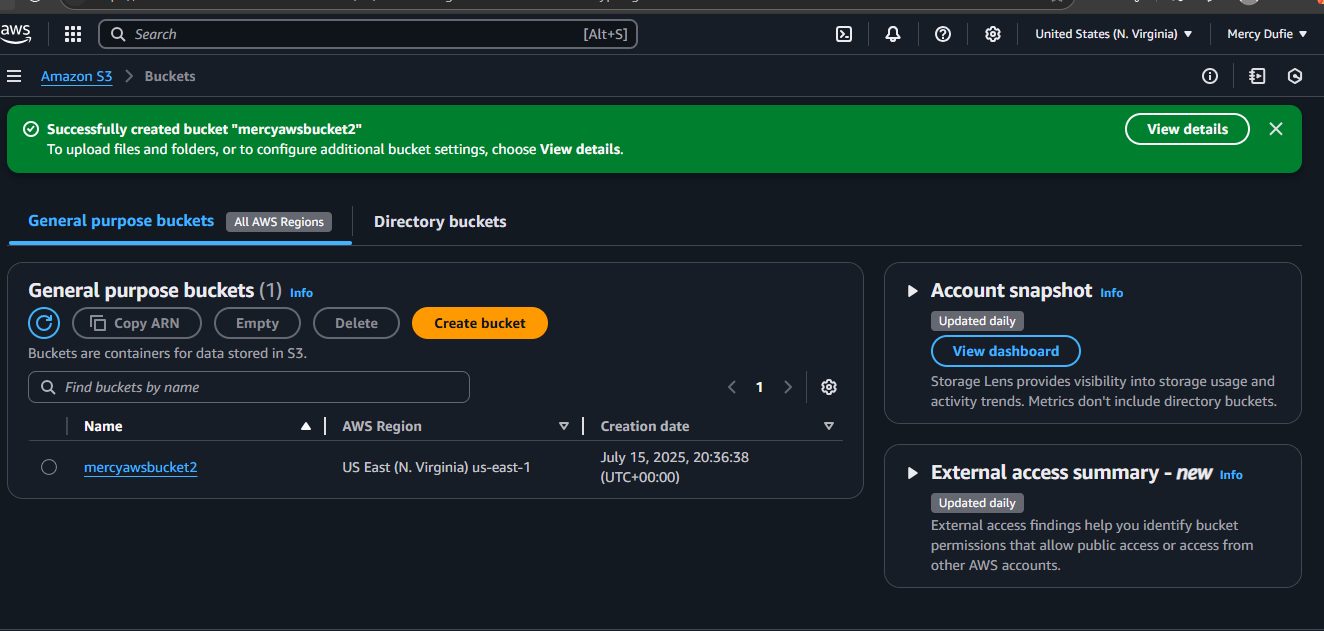 aws
Search [Alt+S]
United States (N. Virginia) Mercy Dufie
Amazon S3 Buckets
Successfully created bucket "mercyawsbucket2"
To upload files and folders, or to configure additional bucket settings, choose View details.
View details
General purpose buckets All AWS Regions Directory buckets
General purpose buckets (1) Info
Copy ARN Empty Delete Create bucket
Buckets are containers for data stored in S3.
Find buckets by name
1
Name AWS Region Creation date
mercyawsbucket2 US East (N. Virginia) us-east-1 July 15, 2025, 20:36:38
(UTC+00:00)
Account snapshot Info
Updated daily
View dashboard
Storage Lens provides visibility into storage usage and
activity trends. Metrics don't include directory buckets.
External access summary - new Info
Updated daily
External access findings help you identify bucket
permissions that allow public access or access from
other AWS accounts.